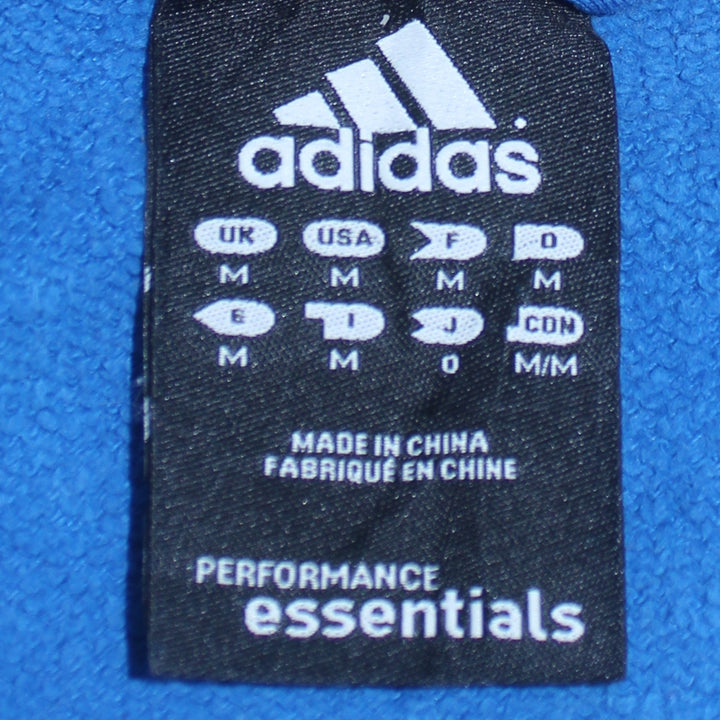 adidas
UK USA F D
M M M M
E I J CDN
M M O M/M
MADE IN CHINA
FABRIQUÉ EN CHINE
PERFORMANCE
essentials